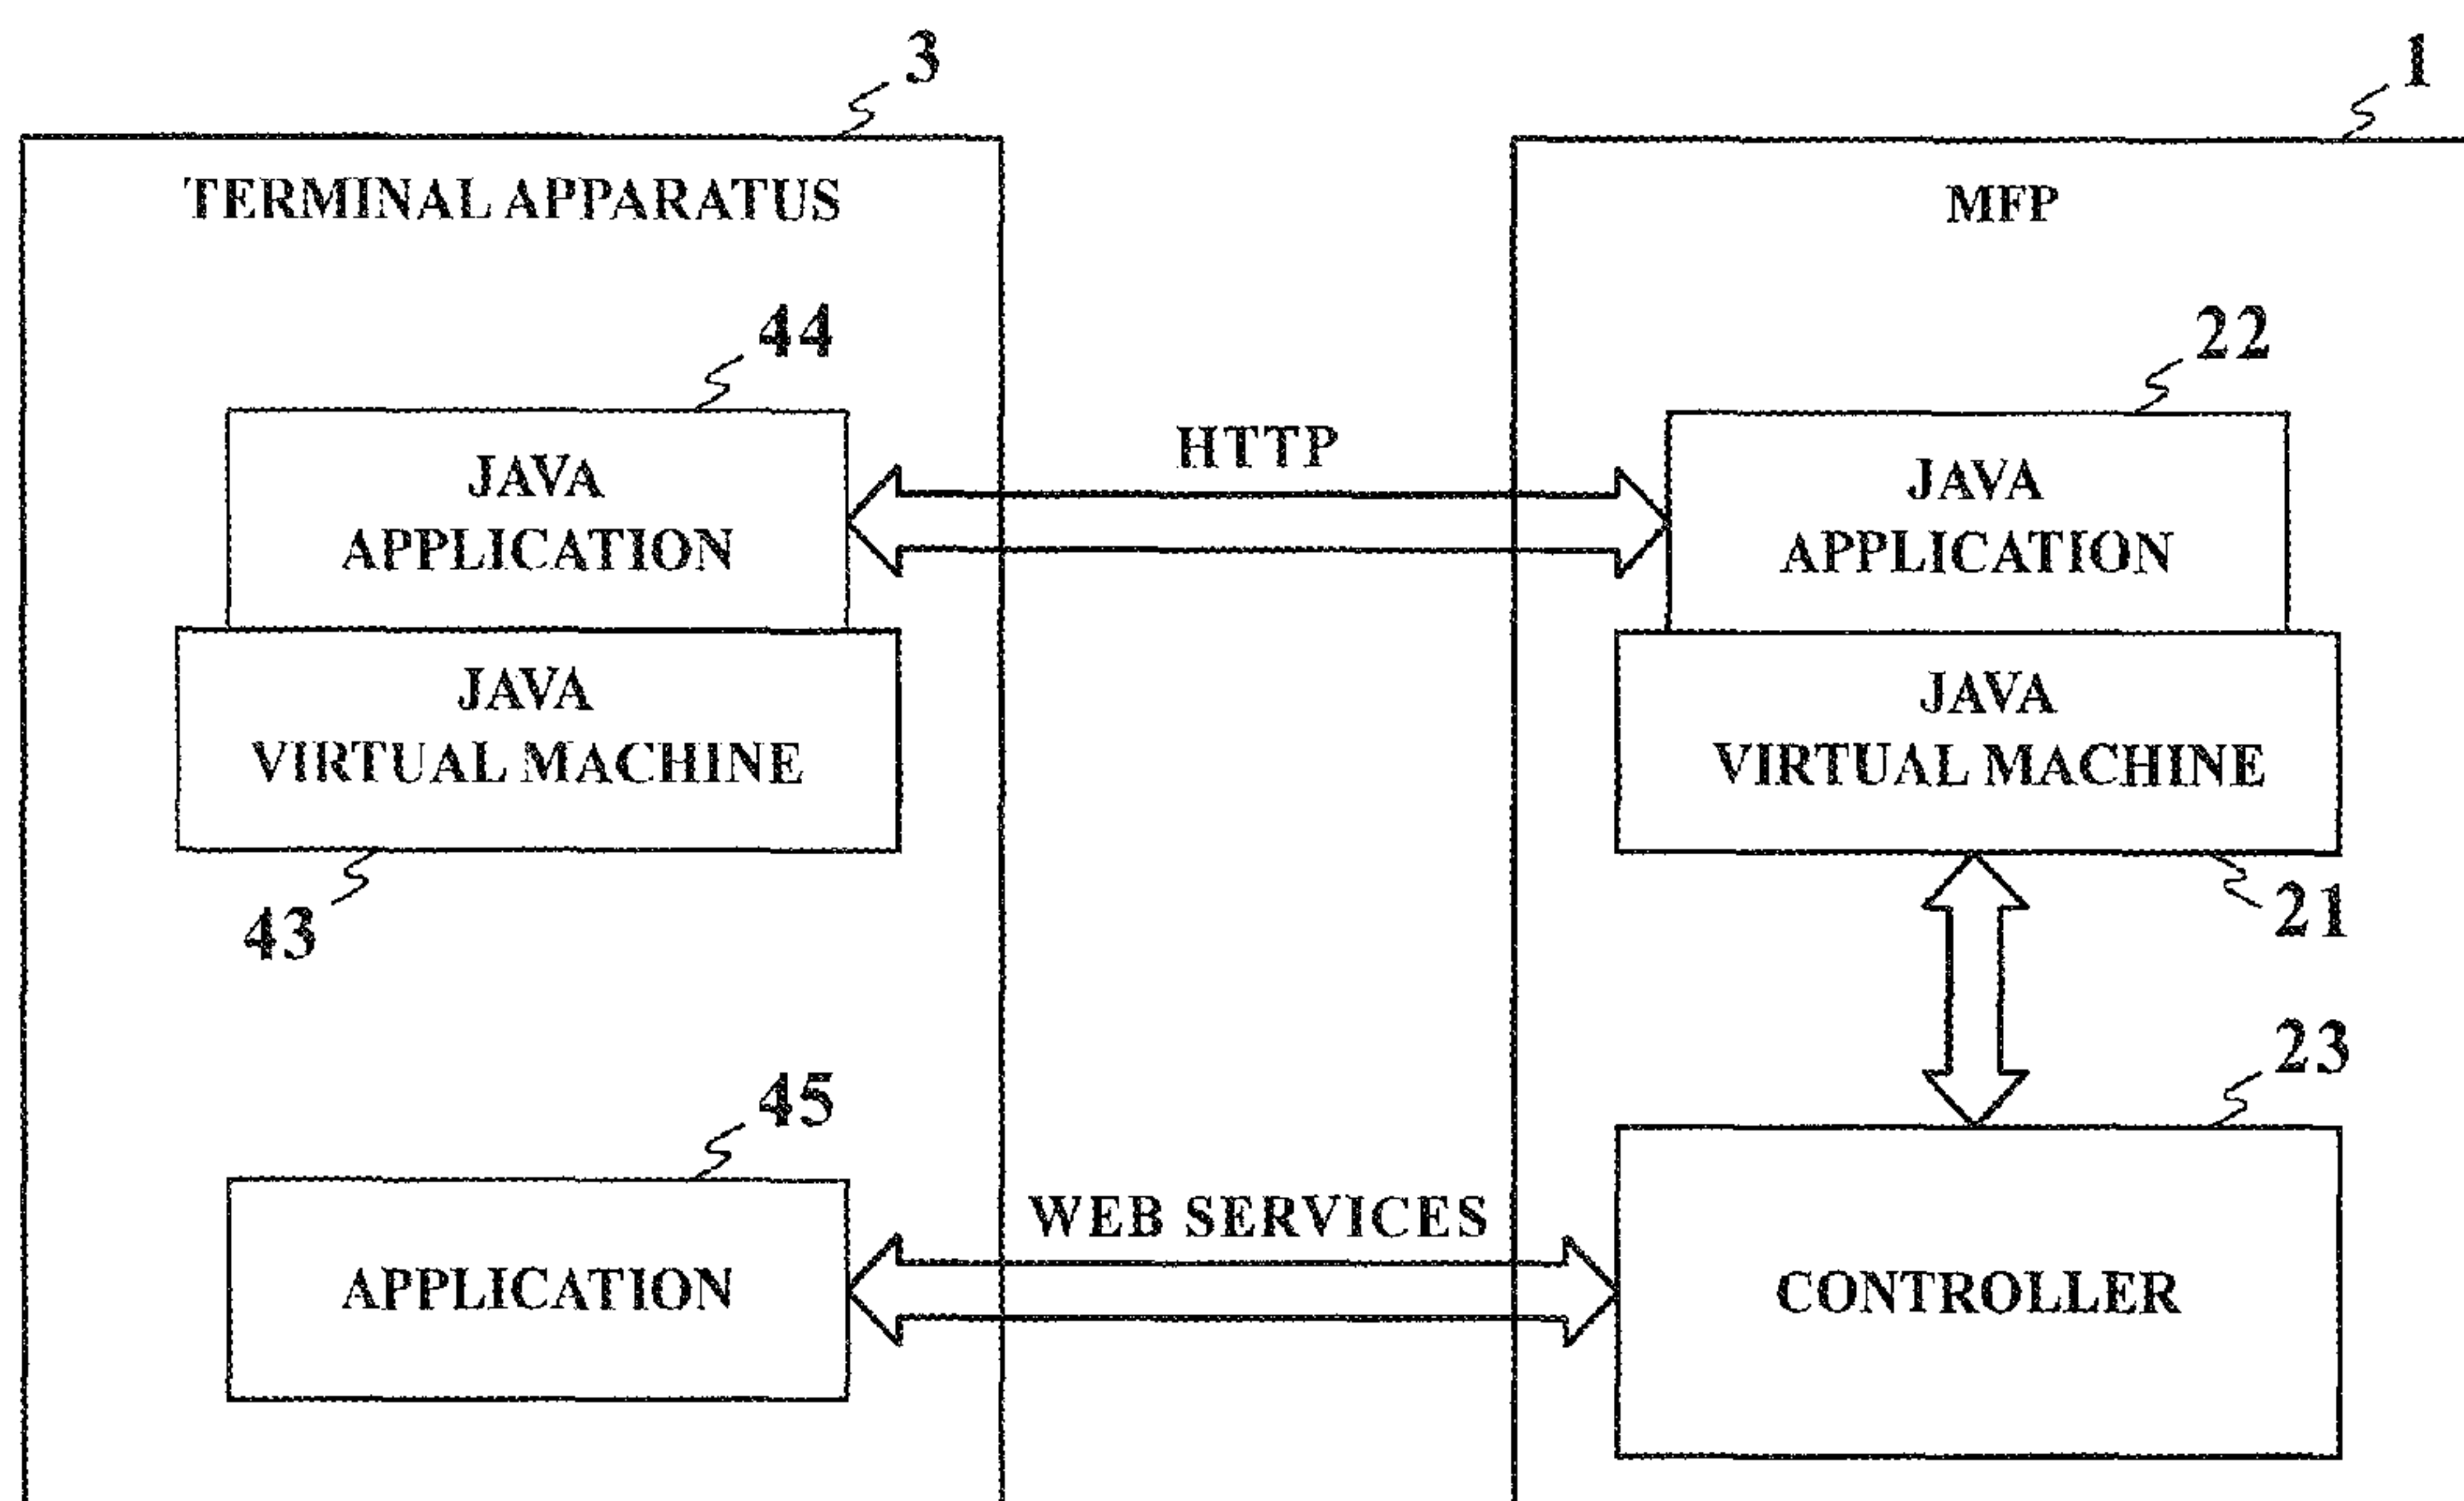 3
1
TERMINAL APPARATUS
MFP
44
22
HTTP
JAVA
APPLICATION
JAVA
APPLICATION
JAVA
VIRTUAL MACHINE
JAVA
VIRTUAL MACHINE
43
21
23
45
WEB SERVICES
APPLICATION
CONTROLLER